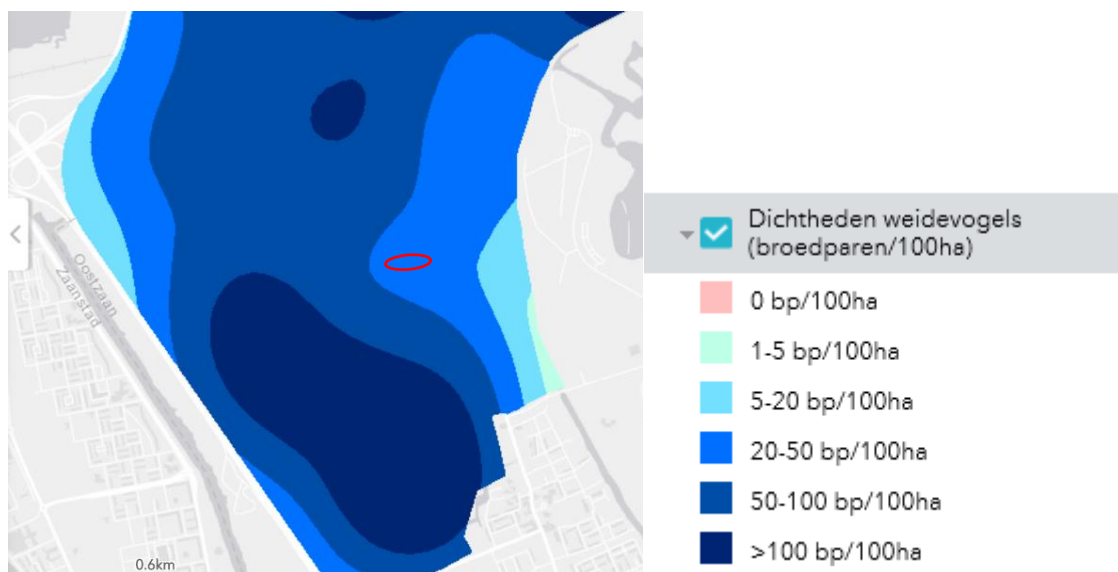 Oostzaan
Zaanstad
0.6km
Dichtheden weidevogels
(broedparen/100ha)
0 bp/100ha
1-5 bp/100ha
5-20 bp/100ha
20-50 bp/100ha
50-100 bp/100ha
>100 bp/100ha